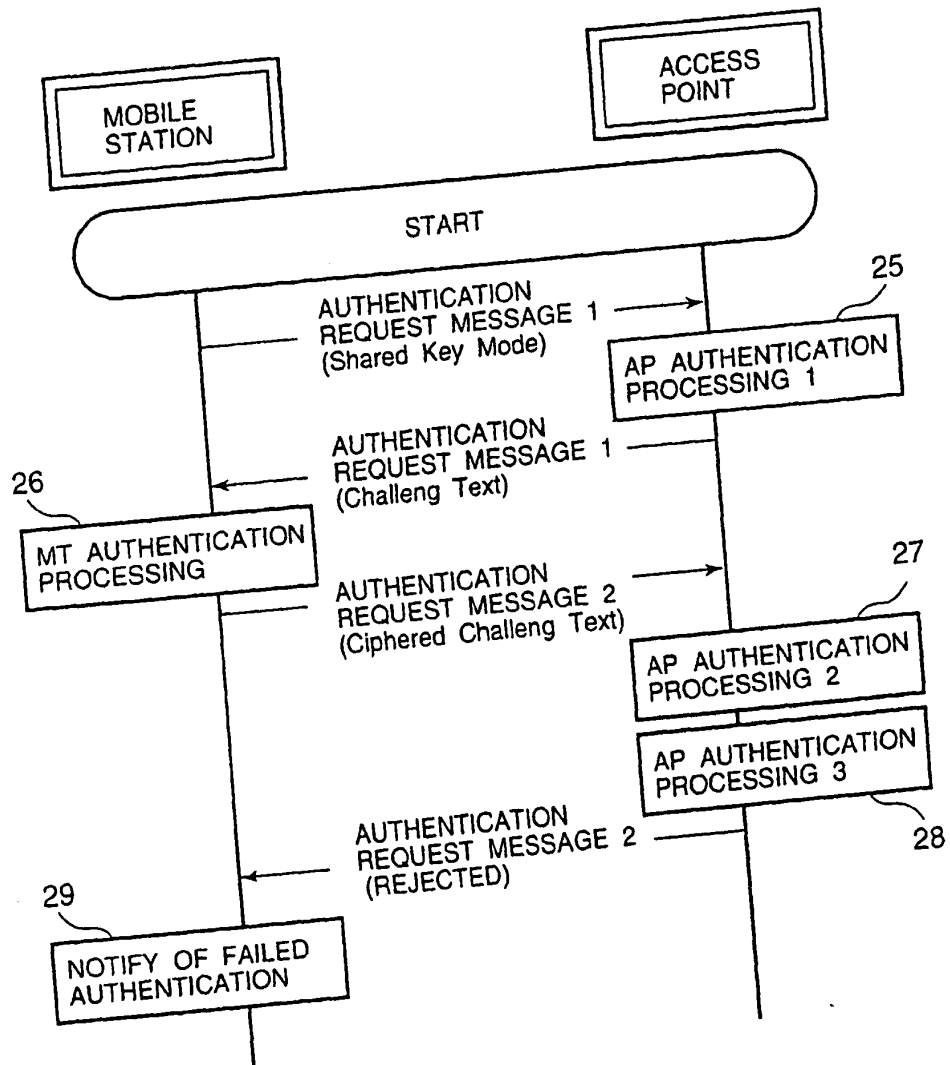 MOBILE
STATION
ACCESS
POINT
START
AUTHENTICATION
REQUEST MESSAGE 1
(Shared Key Mode)
25
AP AUTHENTICATION
PROCESSING 1
AUTHENTICATION
REQUEST MESSAGE 1
(Challeng Text)
26
MT AUTHENTICATION
PROCESSING
AUTHENTICATION
REQUEST MESSAGE 2
(Ciphered Challeng Text)
27
AP AUTHENTICATION
PROCESSING 2
AP AUTHENTICATION
PROCESSING 3
28
AUTHENTICATION
REQUEST MESSAGE 2
(REJECTED)
29
NOTIFY OF FAILED
AUTHENTICATION